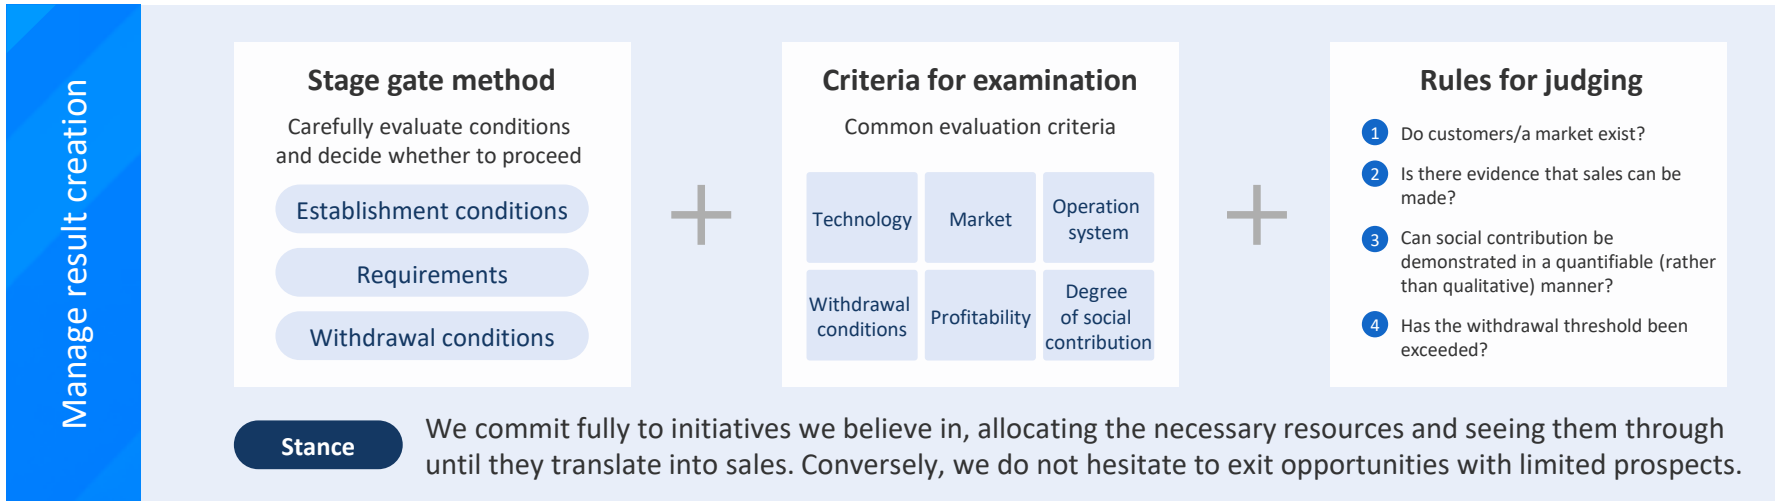 Manage result creation
Stage gate method
Carefully evaluate conditions
and decide whether to proceed
Establishment conditions
Requirements
Withdrawal conditions
Criteria for examination
Common evaluation criteria
Technology
Market
Operation
system
Withdrawal
conditions
Profitability
Degree
of social
contribution
Rules for judging
1 Do customers/a market exist?
2 Is there evidence that sales can be
made?
3 Can social contribution be
demonstrated in a quantifiable (rather
than qualitative) manner?
4 Has the withdrawal threshold been
exceeded?
Stance
We commit fully to initiatives we believe in, allocating the necessary resources and seeing them through
until they translate into sales. Conversely, we do not hesitate to exit opportunities with limited prospects.